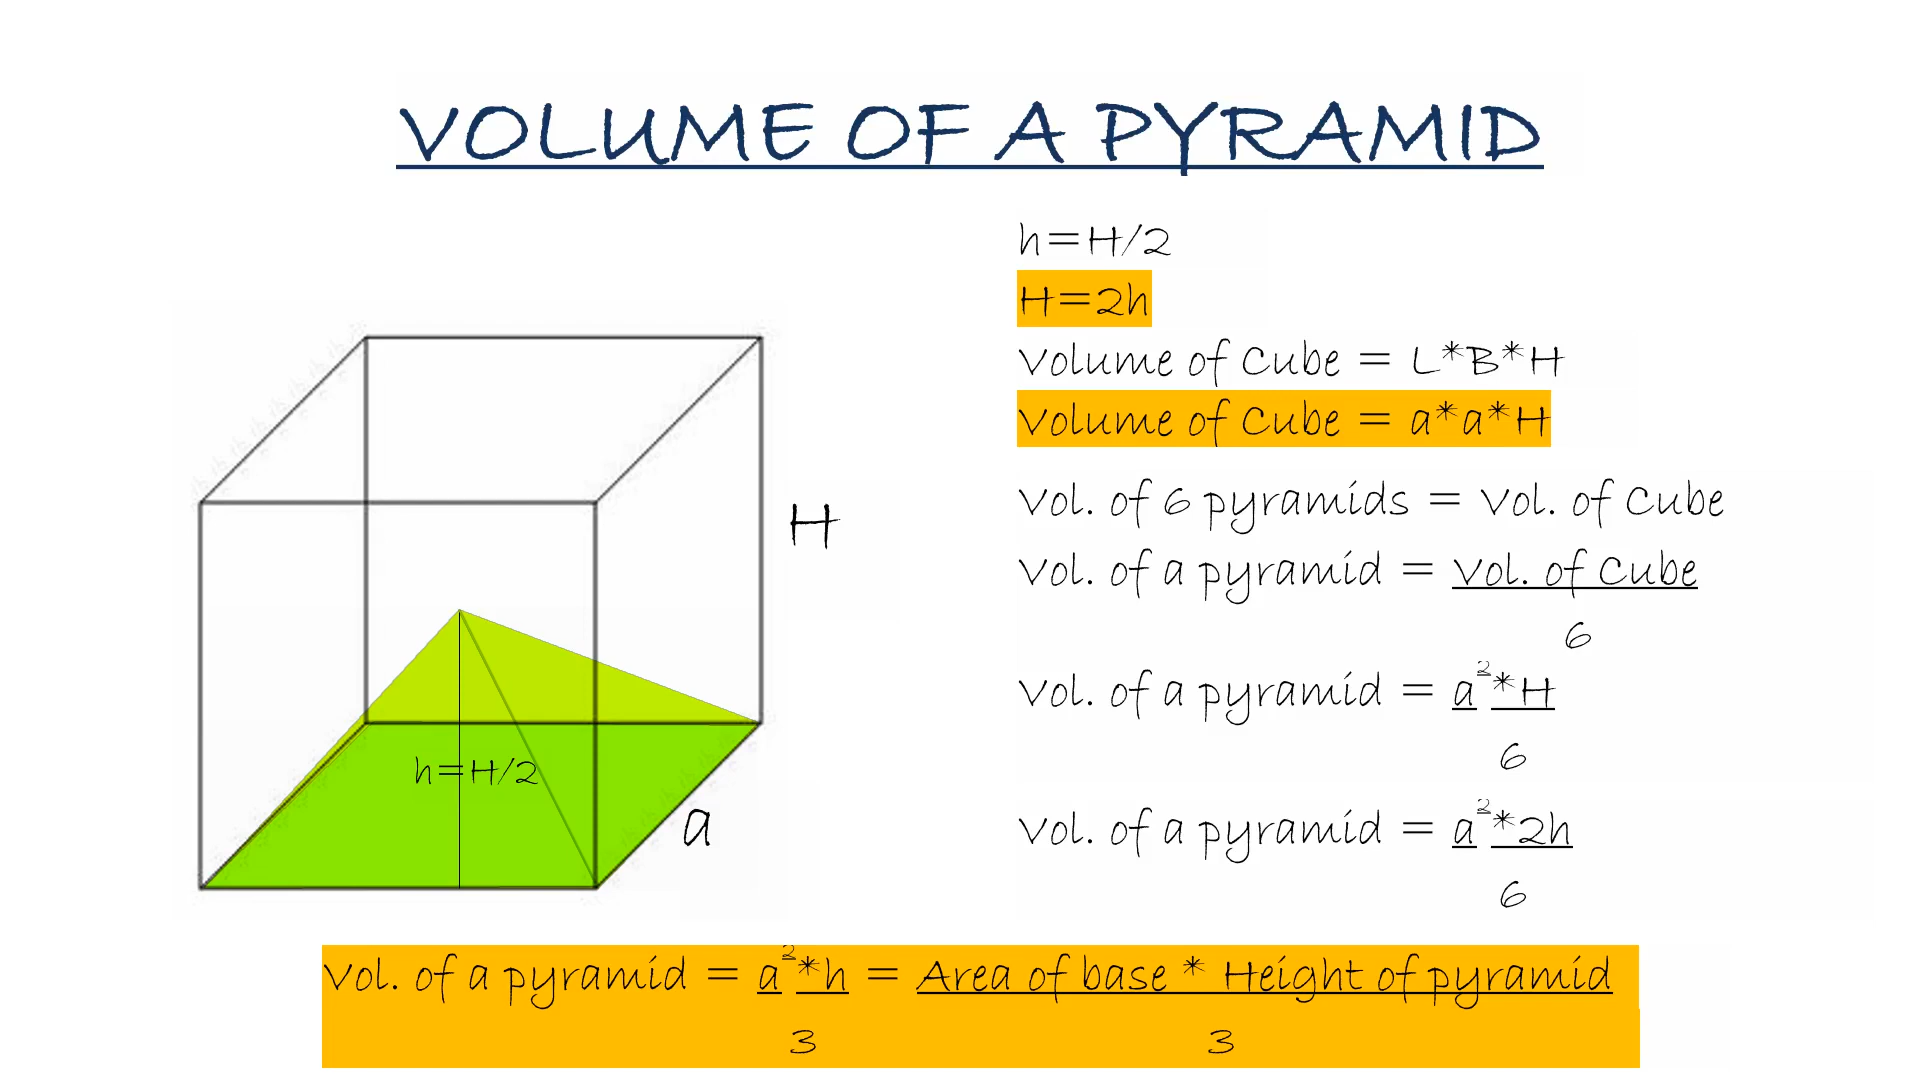 VOLUME OF A PYRAMID
h=H/2
H=2h
Volume of Cube = L*B*H
Volume of Cube = a*a*H
Vol. of 6 pyramids = Vol. of Cube
Vol. of a pyramid = Vol. of Cube
6
Vol. of a pyramid = a²*H
6
Vol. of a pyramid = a²*2h
6
H
h=H/2
a
Vol. of a pyramid = a²*h = Area of base * Height of pyramid
3 3